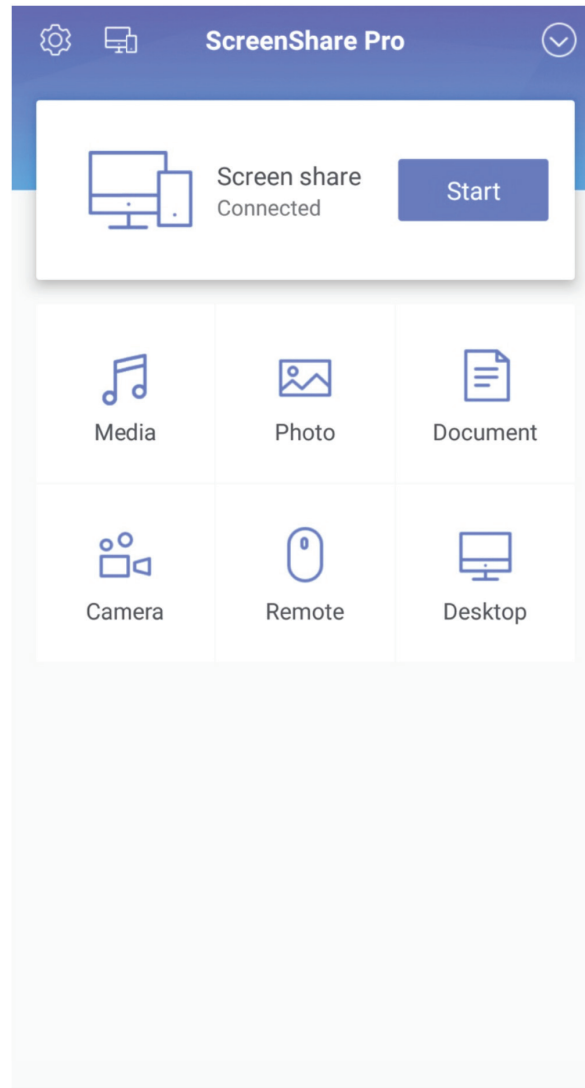 ScreenShare Pro
Screen share
Connected
Start
Media
Photo
Document
Camera
Remote
Desktop